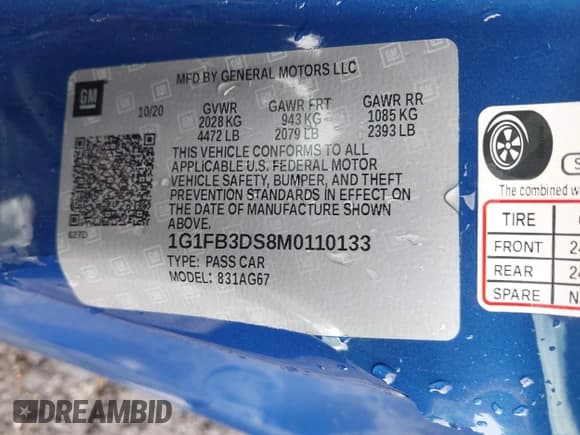 GM
MFD BY GENERAL MOTORS LLC
10/20 GVWR GAWR FRT GAWR RR
2028 KG 943 KG 1085 KG
4472 LB 2079 LB 2393 LB
THIS VEHICLE CONFORMS TO ALL
APPLICABLE U.S. FEDERAL MOTOR
VEHICLE SAFETY, BUMPER, AND THEFT
PREVENTION STANDARDS IN EFFECT ON
THE DATE OF MANUFACTURE SHOWN
ABOVE.
627D
1G1FB3DS8M0110133
TYPE: PASS CAR
MODEL: 831AG67
The combined w
TIRE
FRONT 24
REAR 24
SPARE N
DREAMBID